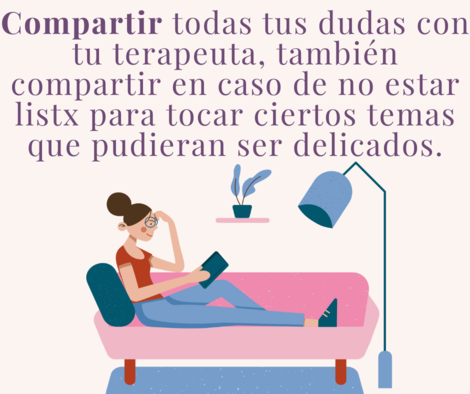 Compartir todas tus dudas con
tu terapeuta, también
compartir en caso de no estar
listx para tocar ciertos temas
que pudieran ser delicados.